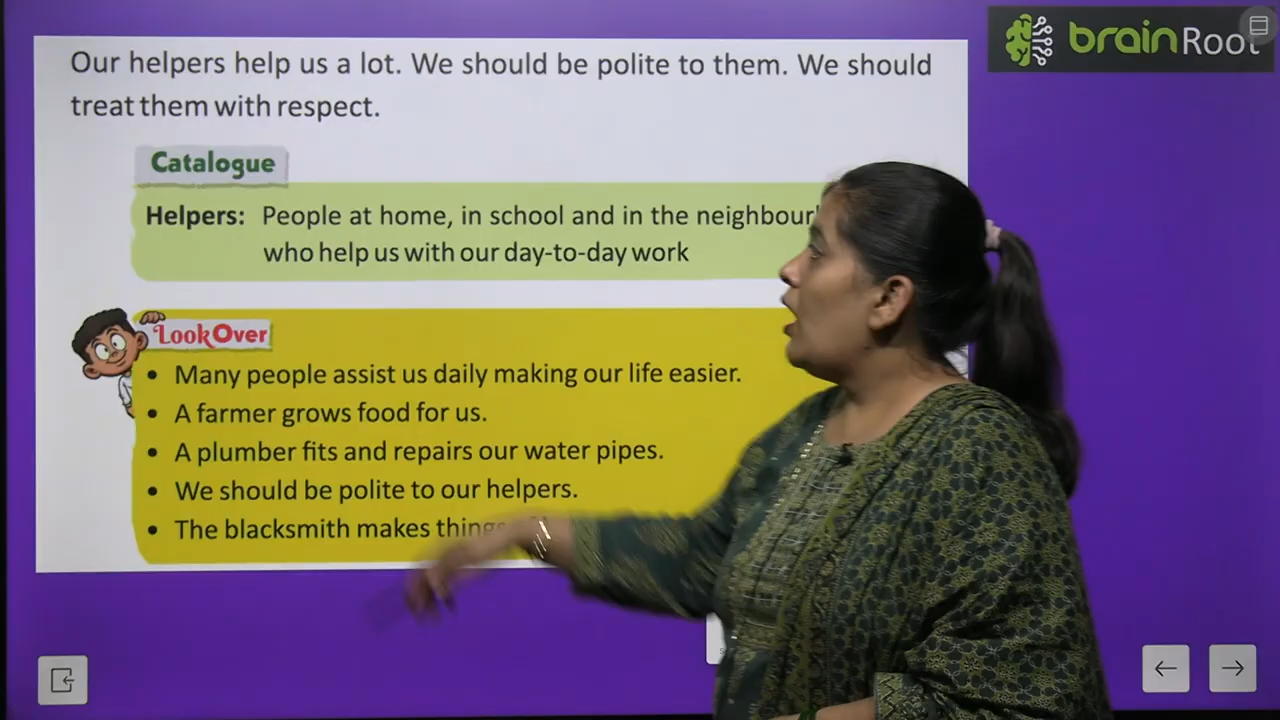 brainRoot
Our helpers help us a lot. We should be polite to them. We should
treat them with respect.
Catalogue
Helpers: People at home, in school and in the
who help us with our day-to-day work
LookOver
• Many people assist us daily making our life easier.
• A farmer grows food for us.
• A plumber fits and repairs our water pipes.
• We should be polite to our helpers.
• The blacksmith makes things